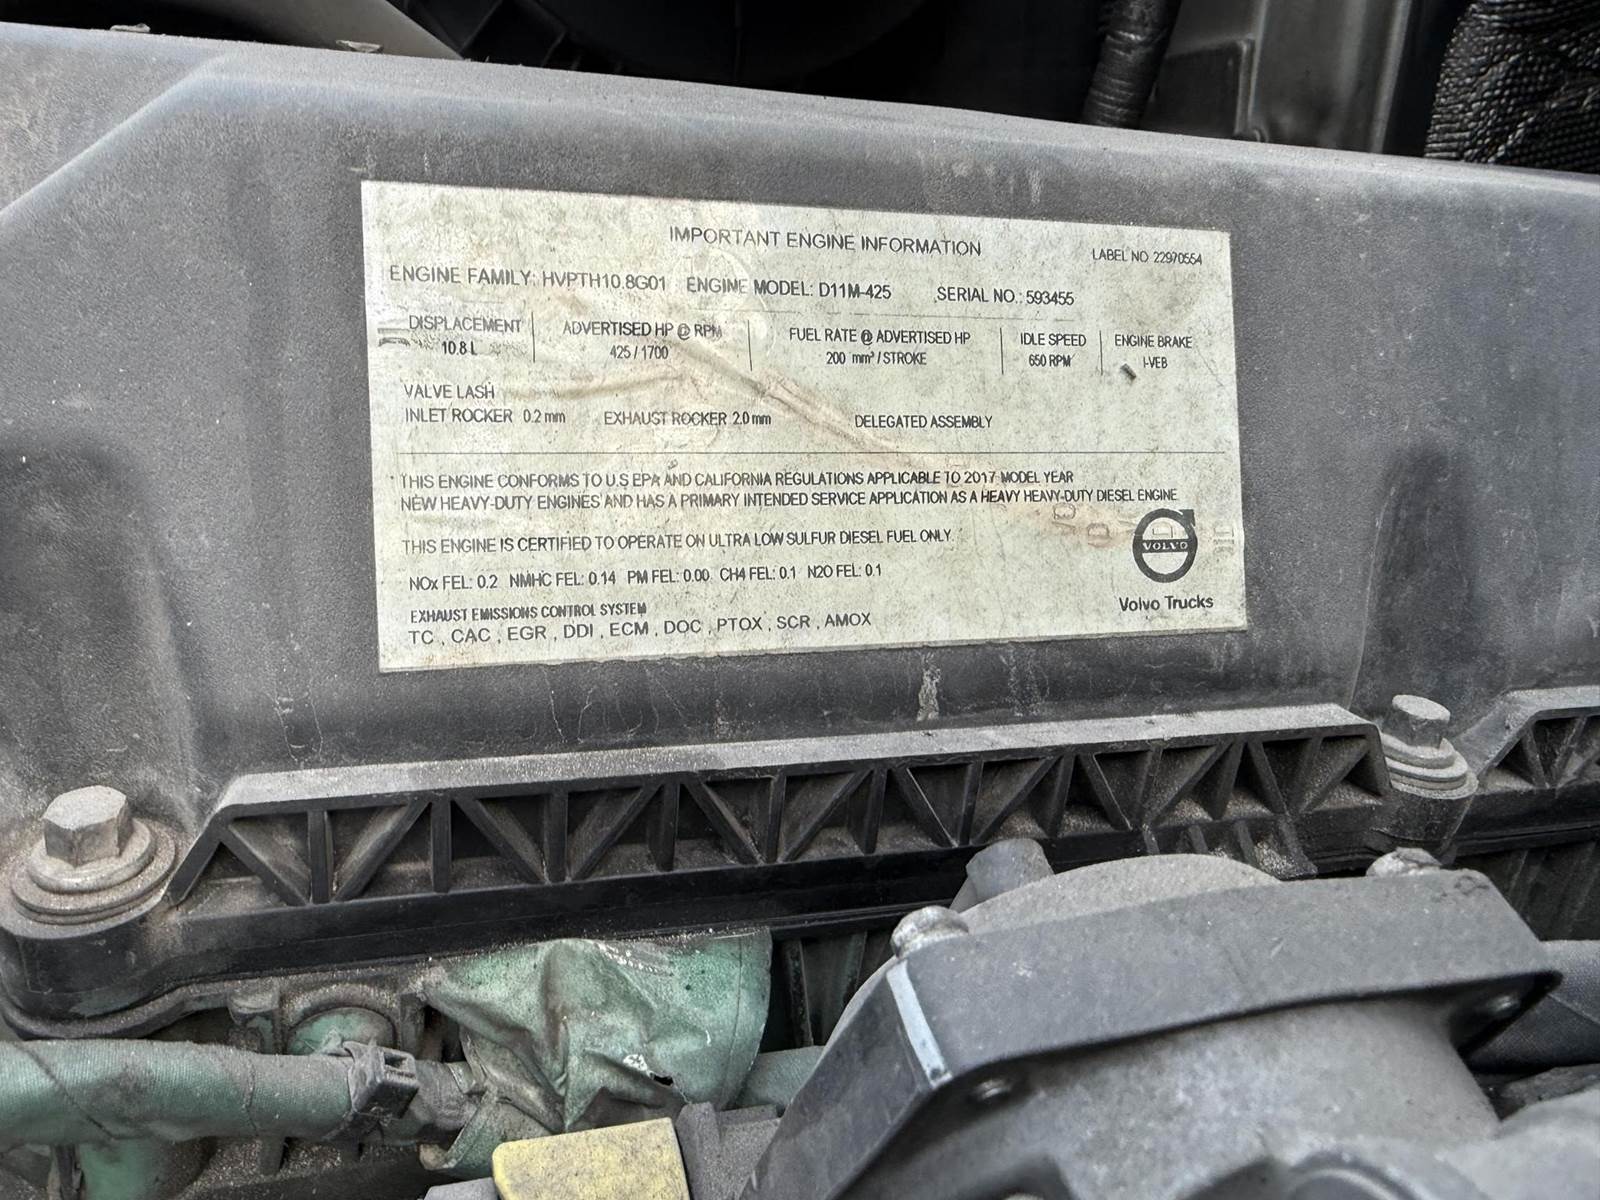 IMPORTANT ENGINE INFORMATION
LABEL NO 22970554
ENGINE FAMILY: HVPTH10.8G01 ENGINE MODEL: D11M-425 SERIAL NO.: 593455
DISPLACEMENT ADVERTISED HP @ RPM FUEL RATE @ ADVERTISED HP IDLE SPEED ENGINE BRAKE
10.8 L 425 / 1700 200 mm³ / STROKE 650 RPM I-VEB
VALVE LASH
INLET ROCKER 0.2 mm EXHAUST ROCKER 2.0 mm DELEGATED ASSEMBLY
THIS ENGINE CONFORMS TO U.S EPA AND CALIFORNIA REGULATIONS APPLICABLE TO 2017 MODEL YEAR
NEW HEAVY-DUTY ENGINES AND HAS A PRIMARY INTENDED SERVICE APPLICATION AS A HEAVY HEAVY-DUTY DIESEL ENGINE
THIS ENGINE IS CERTIFIED TO OPERATE ON ULTRA LOW SULFUR DIESEL FUEL ONLY.
NOx FEL: 0.2 NMHC FEL: 0.14 PM FEL: 0.00 CH4 FEL: 0.1 N2O FEL: 0.1
EXHAUST EMISSIONS CONTROL SYSTEM
TC , CAC , EGR , DDI , ECM , DOC , PTOX , SCR , AMOX
VOLVO
Volvo Trucks